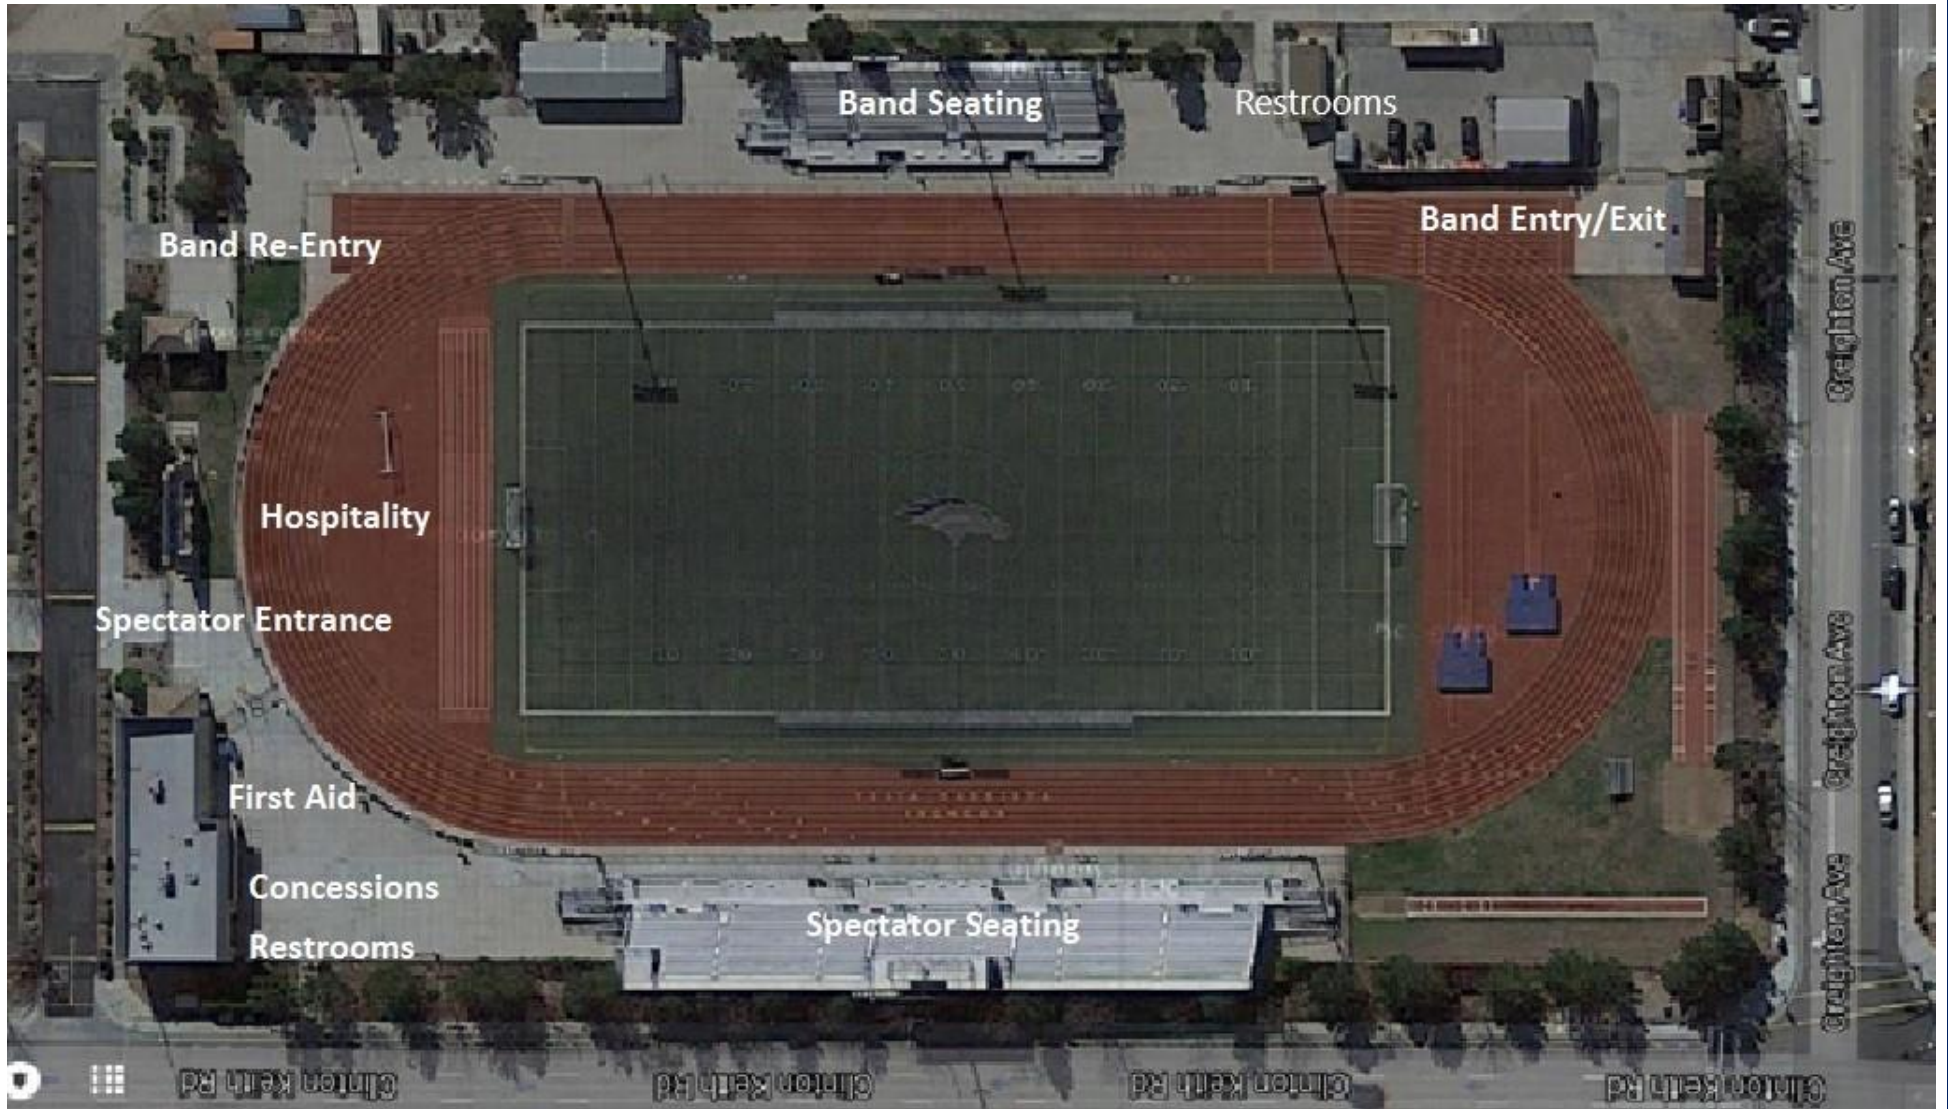 Band Seating
Restrooms
Band Entry/Exit
Band Re-Entry
Creighton Ave
Hospitality
Spectator Entrance
Creighton Ave
First Aid
Concessions
Spectator Seating
Restrooms
Creighton Ave
Clinton Keith Rd
Clinton Keith Rd
Clinton Keith Rd
Clinton Keith Rd